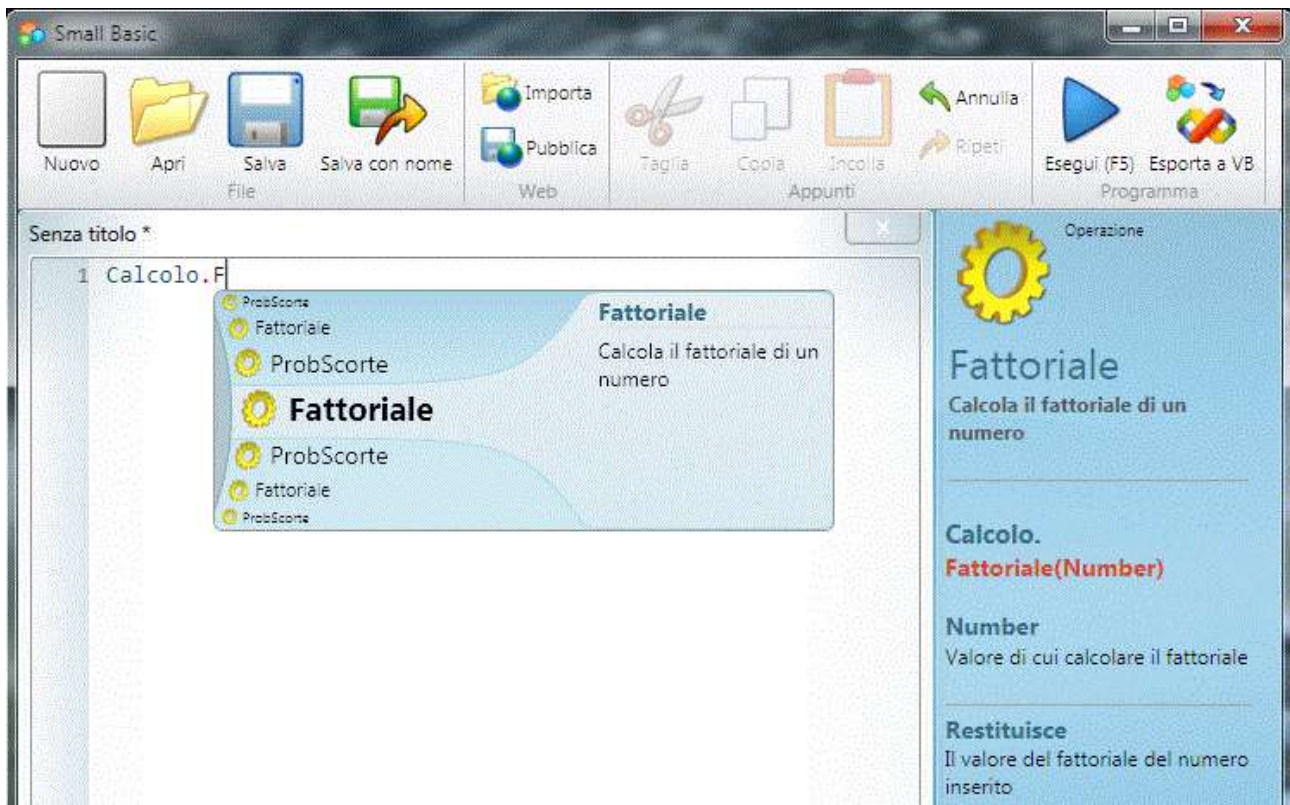 Small Basic
Nuovo
Apri
Salva
Salva con nome
File
Importa
Pubblica
Web
Taglia
Copia
Incolla
Appunti
Annulla
Ripeti
Esegui (F5)
Esporta a VB
Programma
Senza titolo *
1 Calcolo.F
ProbScorte
Fattoriale
ProbScorte
Fattoriale
ProbScorte
Fattoriale
ProbScorte
Fattoriale
Calcola il fattoriale di un
numero
Operazione
Fattoriale
Calcola il fattoriale di un
numero
Calcolo.
Fattoriale(Number)
Number
Valore di cui calcolare il fattoriale
Restituisce
Il valore del fattoriale del numero
inserito